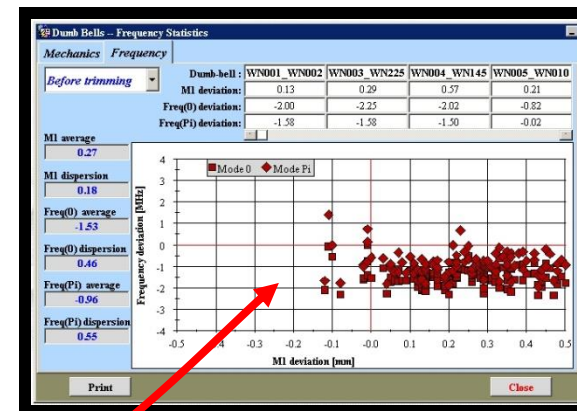 Dumb Bells -- Frequency Statistics
Mechanics Frequency
Before trimming
Dumb-bell : WN001_WN002 WN003_WN225 WN004_WN145 WN005_WN010
M1 deviation: 0.13 0.29 0.57 0.21
Freq(0) deviation: -2.00 -2.25 -2.02 -0.82
Freq(Pi) deviation: -1.58 -1.58 -1.50 -0.02
M1 average
0.27
M1 dispersion
0.18
Freq(0) average
-1.53
Freq(0) dispersion
0.46
Freq(Pi) average
-0.96
Freq(Pi) dispersion
0.55
Frequency deviation [MHz]
4
3
2
1
0
-1
-2
-3
-4
Mode 0 Mode Pi
-0.5 -0.4 -0.3 -0.2 -0.1 -0.0 0.1 0.2 0.3 0.4 0.5
M1 deviation [mm]
Print Close